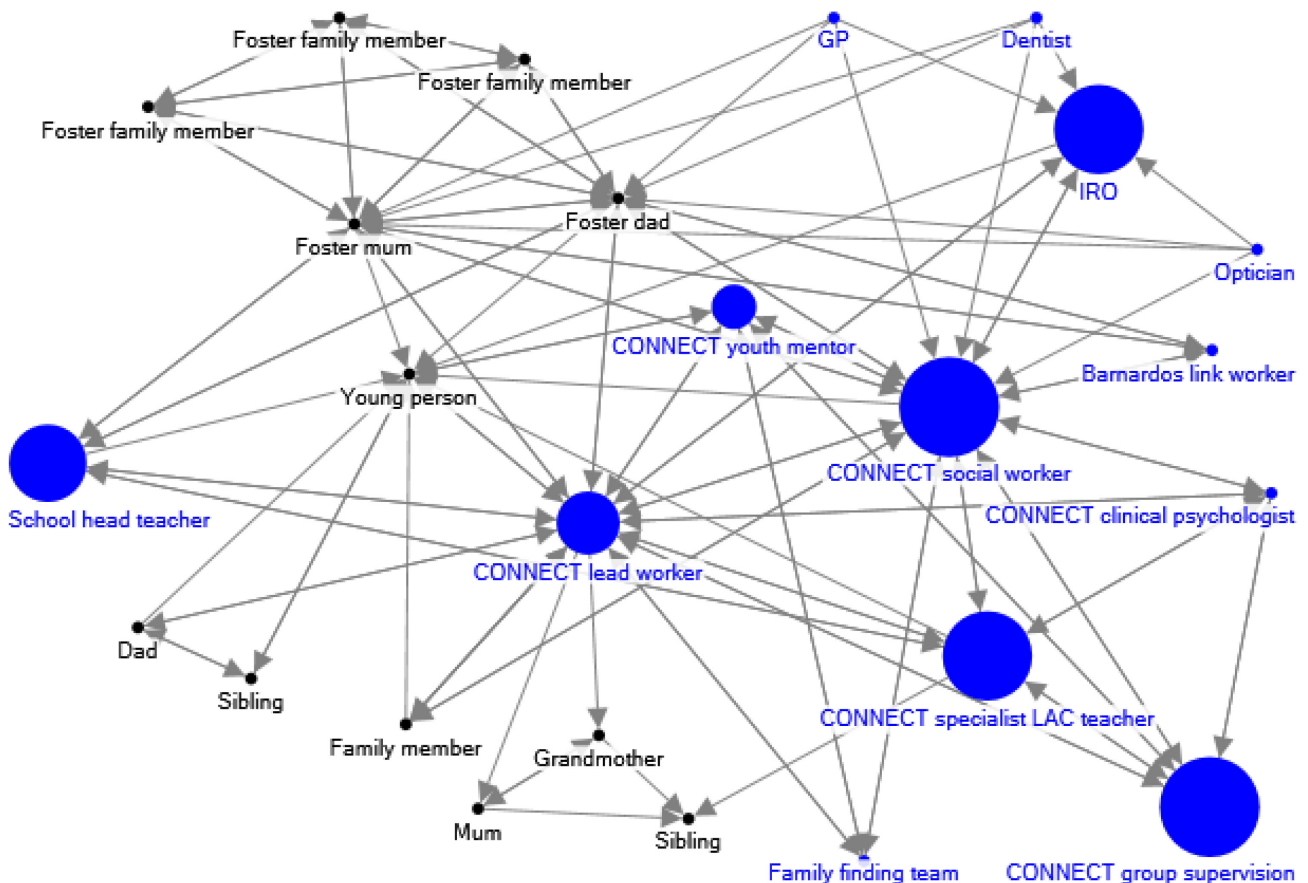 Foster family member
GP
Dentist
Foster family member
Foster family member
IRO
Foster dad
Foster mum
Optician
CONNECT youth mentor
Barnardos link worker
Young person
CONNECT social worker
School head teacher
CONNECT clinical psychologist
CONNECT lead worker
Dad
Sibling
CONNECT specialist LAC teacher
Family member
Grandmother
Mum
Sibling
Family finding team
CONNECT group supervision